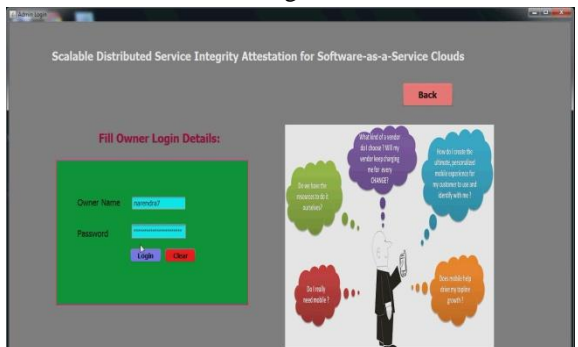 Admin Login
Scalable Distributed Service Integrity Attestation for Software-as-a-Service Clouds
Back
Fill Owner Login Details:
Owner Name
narendra7
Password
Login
Clear
What kind of a vendor
do I choose ? Will my
vendor keep charging
me for every
CHANGE?
How do I create the
ultimate, personalised
mobile experience for
my customer to use and
identify with me ?
Do we have the
resources to do it
ourselves?
Do I really
need mobile ?
Does mobile help
drive my topline
growth ?